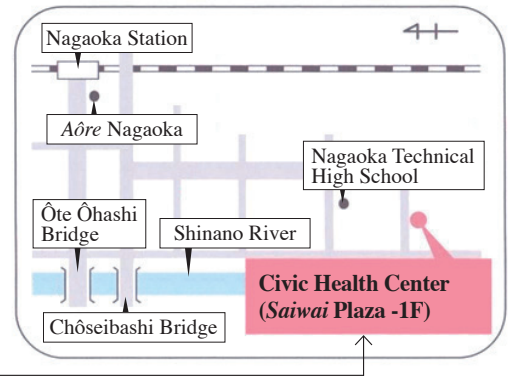 Nagaoka Station
Aôre Nagaoka
Nagaoka Technical
High School
Ôte Ôhashi
Bridge
Shinano River
Civic Health Center
(Saiwai Plaza -1F)
Chôseibashi Bridge